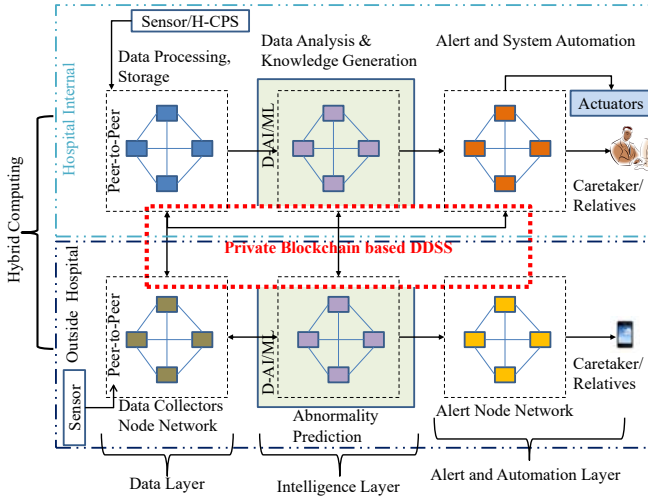 Sensor/H-CPS
Data Processing,
Storage
Data Analysis &
Knowledge Generation
Alert and System Automation
Hybrid Computing
Hospital Internal
Peer-to-Peer
D-AI/ML
Actuators
Caretaker/
Relatives
Private Blockchain based DDSS
Outside Hospital
Peer-to-Peer
D-AI/ML
Sensor
Data Collectors
Node Network
Abnormality
Prediction
Alert Node Network
Caretaker/
Relatives
Data Layer
Intelligence Layer
Alert and Automation Layer